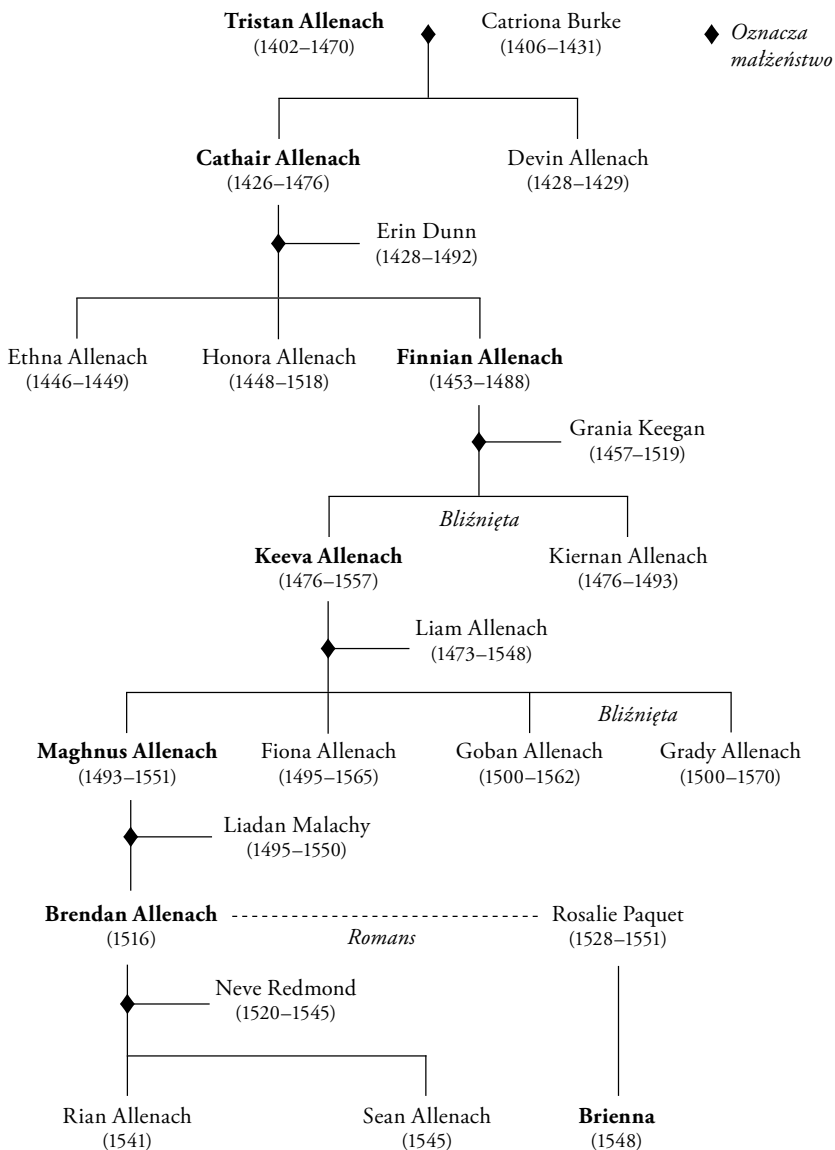 Tristan Allenach
(1402–1470)
Catriona Burke
(1406–1431)
Oznacza
małżeństwo
Cathair Allenach
(1426–1476)
Devin Allenach
(1428–1429)
Erin Dunn
(1428–1492)
Ethna Allenach
(1446–1449)
Honora Allenach
(1448–1518)
Finnian Allenach
(1453–1488)
Grania Keegan
(1457–1519)
Bliźnięta
Keeva Allenach
(1476–1557)
Kiernan Allenach
(1476–1493)
Liam Allenach
(1473–1548)
Bliźnięta
Maghnus Allenach
(1493–1551)
Fiona Allenach
(1495–1565)
Goban Allenach
(1500–1562)
Grady Allenach
(1500–1570)
Liadan Malachy
(1495–1550)
Brendan Allenach
(1516)
Romans
Rosalie Paquet
(1528–1551)
Neve Redmond
(1520–1545)
Rian Allenach
(1541)
Sean Allenach
(1545)
Brienna
(1548)